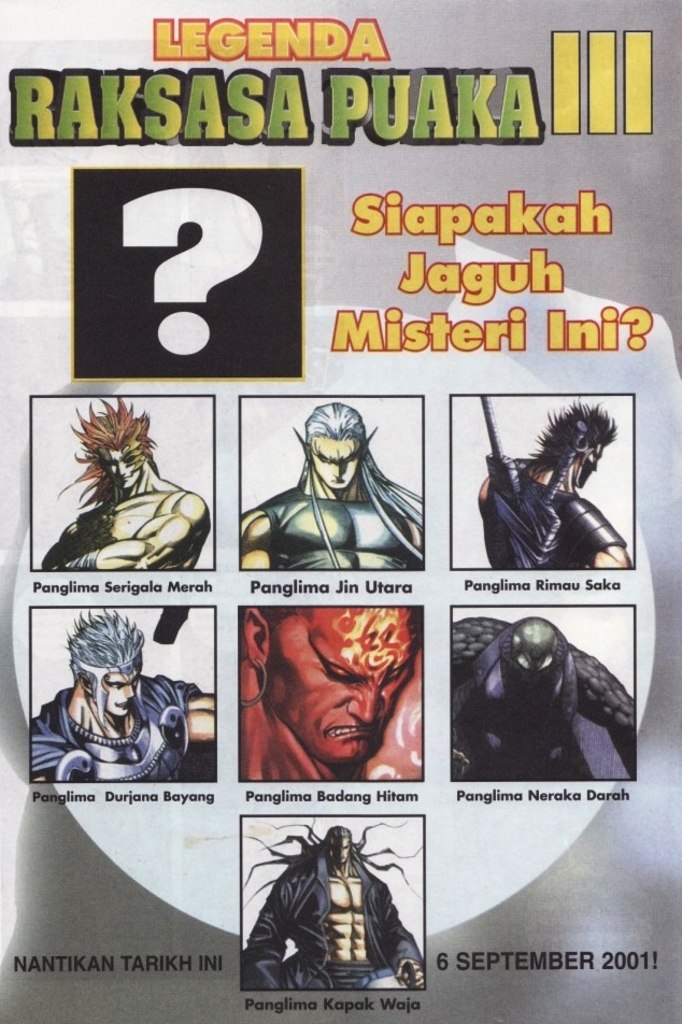 LEGENDA
RAKSASA PUAKA III
?
Siapakah
Jaguh
Misteri Ini?
Panglima Serigala Merah
Panglima Jin Utara
Panglima Rimau Saka
Panglima Durjana Bayang
Panglima Badang Hitam
Panglima Neraka Darah
NANTIKAN TARIKH INI
6 SEPTEMBER 2001!
Panglima Kapak Waja